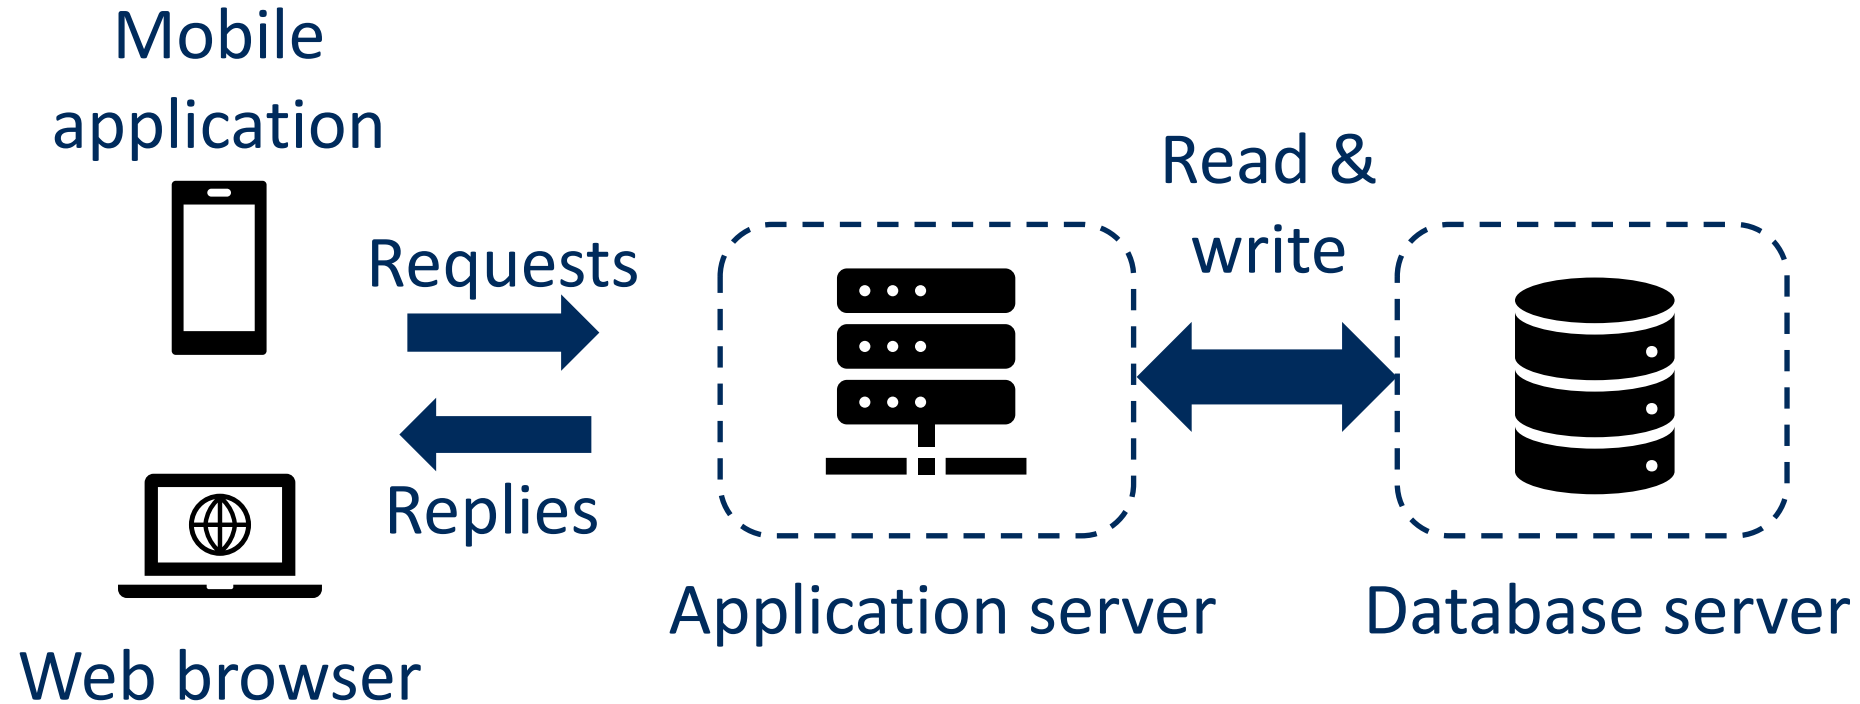 Mobile
application
Requests
Replies
Web browser
Application server
Read &
write
Database server